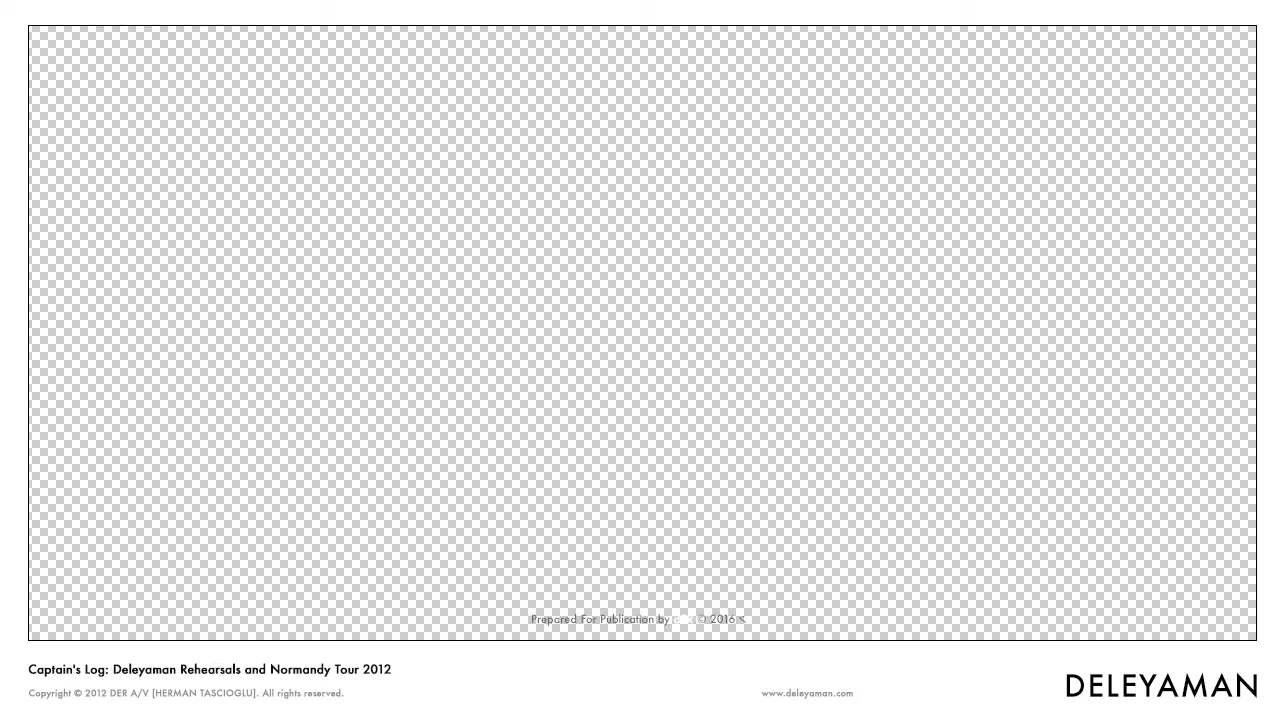 Prepared For Publication by © 2016
Captain's Log: Deleyaman Rehearsals and Normandy Tour 2012
Copyright © 2012 DER A/V [HERMAN TASCIOGLU]. All rights reserved.
www.deleyaman.com
DELEYAMAN